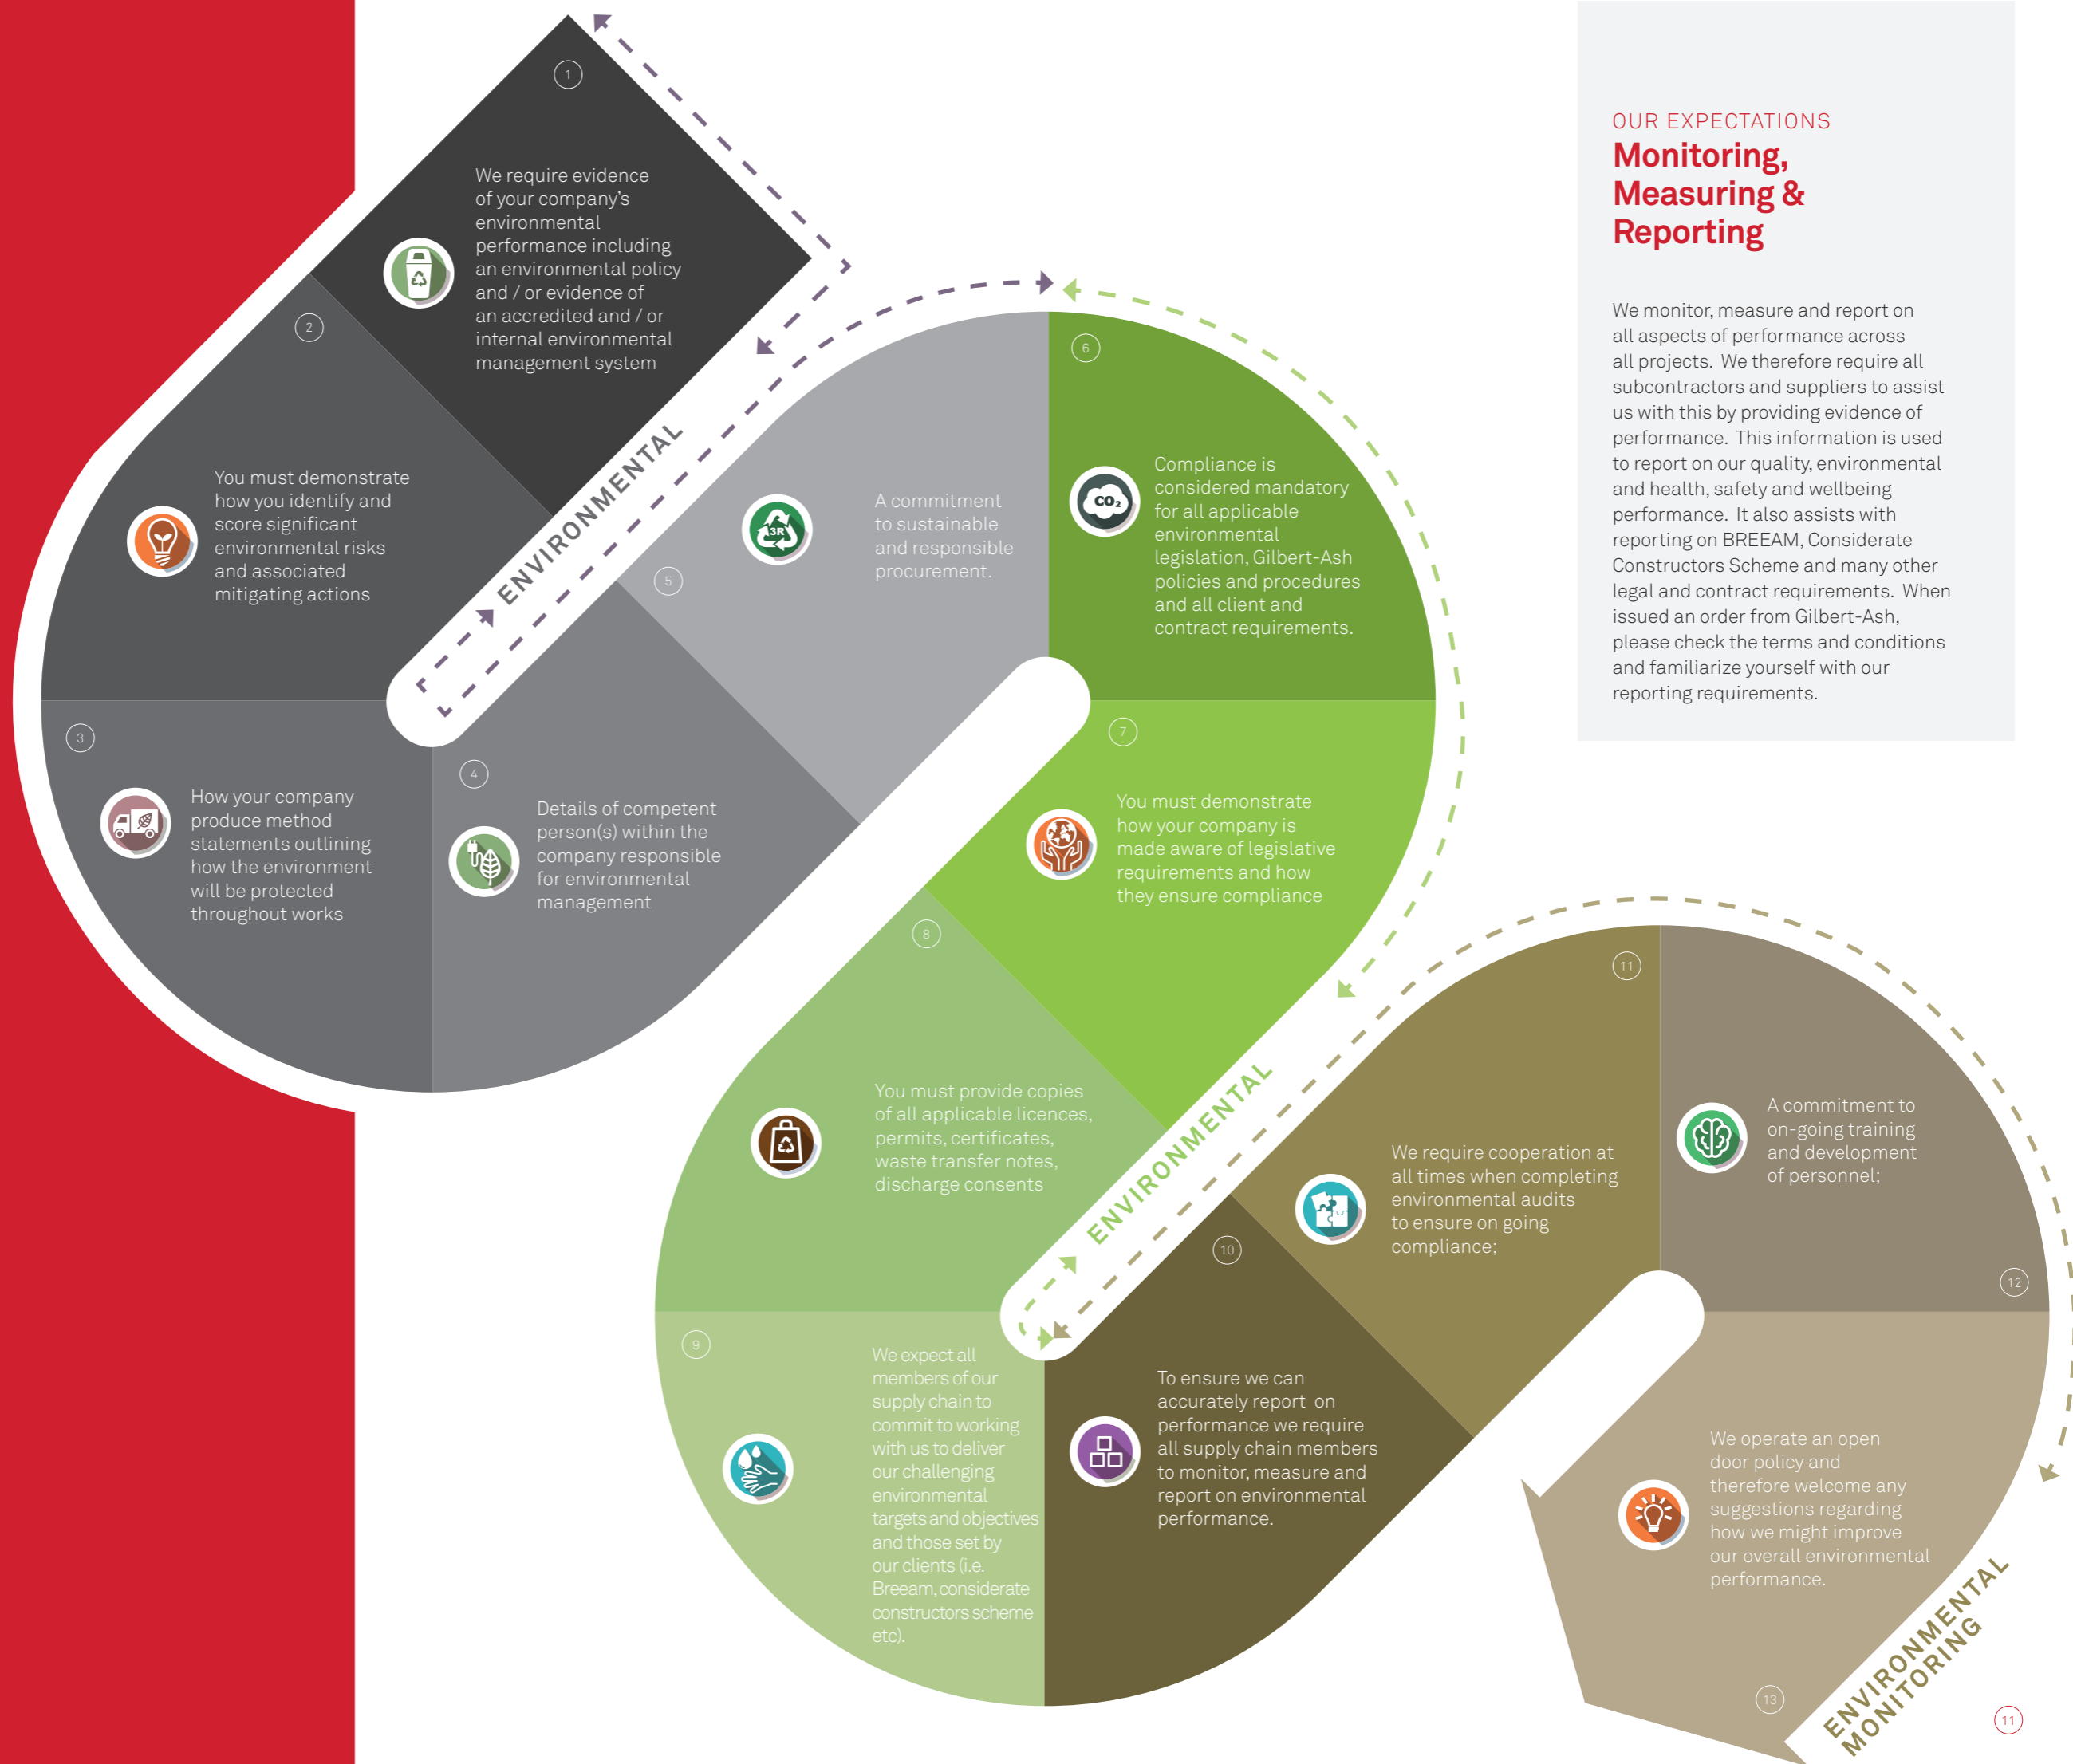 1
We require evidence
of your company's
environmental
performance including
an environmental policy
and / or evidence of
an accredited and / or
internal environmental
management system
2
You must demonstrate
how you identify and
score significant
environmental risks
and associated
mitigating actions
3
How your company
produce method
statements outlining
how the environment
will be protected
throughout works
4
Details of competent
person(s) within the
company responsible
for environmental
management
ENVIRONMENTAL
5
3R
A commitment
to sustainable
and responsible
procurement.
6
CO₂
Compliance is
considered mandatory
for all applicable
environmental
legislation, Gilbert-Ash
policies and procedures
and all client and
contract requirements.
7
You must demonstrate
how your company is
made aware of legislative
requirements and how
they ensure compliance
8
You must provide copies
of all applicable licences,
permits, certificates,
waste transfer notes,
discharge consents
9
We expect all
members of our
supply chain to
commit to working
with us to deliver
our challenging
environmental
targets and objectives
and those set by
our clients (i.e.
Breeam, considerate
constructors scheme
etc).
ENVIRONMENTAL
10
To ensure we can
accurately report on
performance we require
all supply chain members
to monitor, measure and
report on environmental
performance.
11
We require cooperation at
all times when completing
environmental audits
to ensure on going
compliance;
12
A commitment to
on-going training
and development
of personnel;
13
We operate an open
door policy and
therefore welcome any
suggestions regarding
how we might improve
our overall environmental
performance.
ENVIRONMENTAL
MONITORING
OUR EXPECTATIONS
Monitoring,
Measuring &
Reporting
We monitor, measure and report on
all aspects of performance across
all projects. We therefore require all
subcontractors and suppliers to assist
us with this by providing evidence of
performance. This information is used
to report on our quality, environmental
and health, safety and wellbeing
performance. It also assists with
reporting on BREEAM, Considerate
Constructors Scheme and many other
legal and contract requirements. When
issued an order from Gilbert-Ash,
please check the terms and conditions
and familiarize yourself with our
reporting requirements.
11